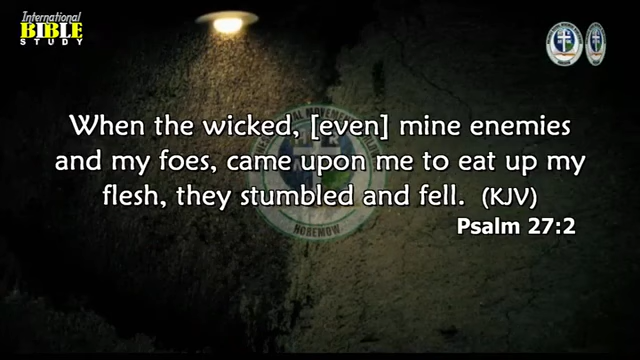 International
BIBLE
STUDY
When the wicked, [even] mine enemies
and my foes, came upon me to eat up my
flesh, they stumbled and fell. (KJV)
Psalm 27:2
HOREMOW